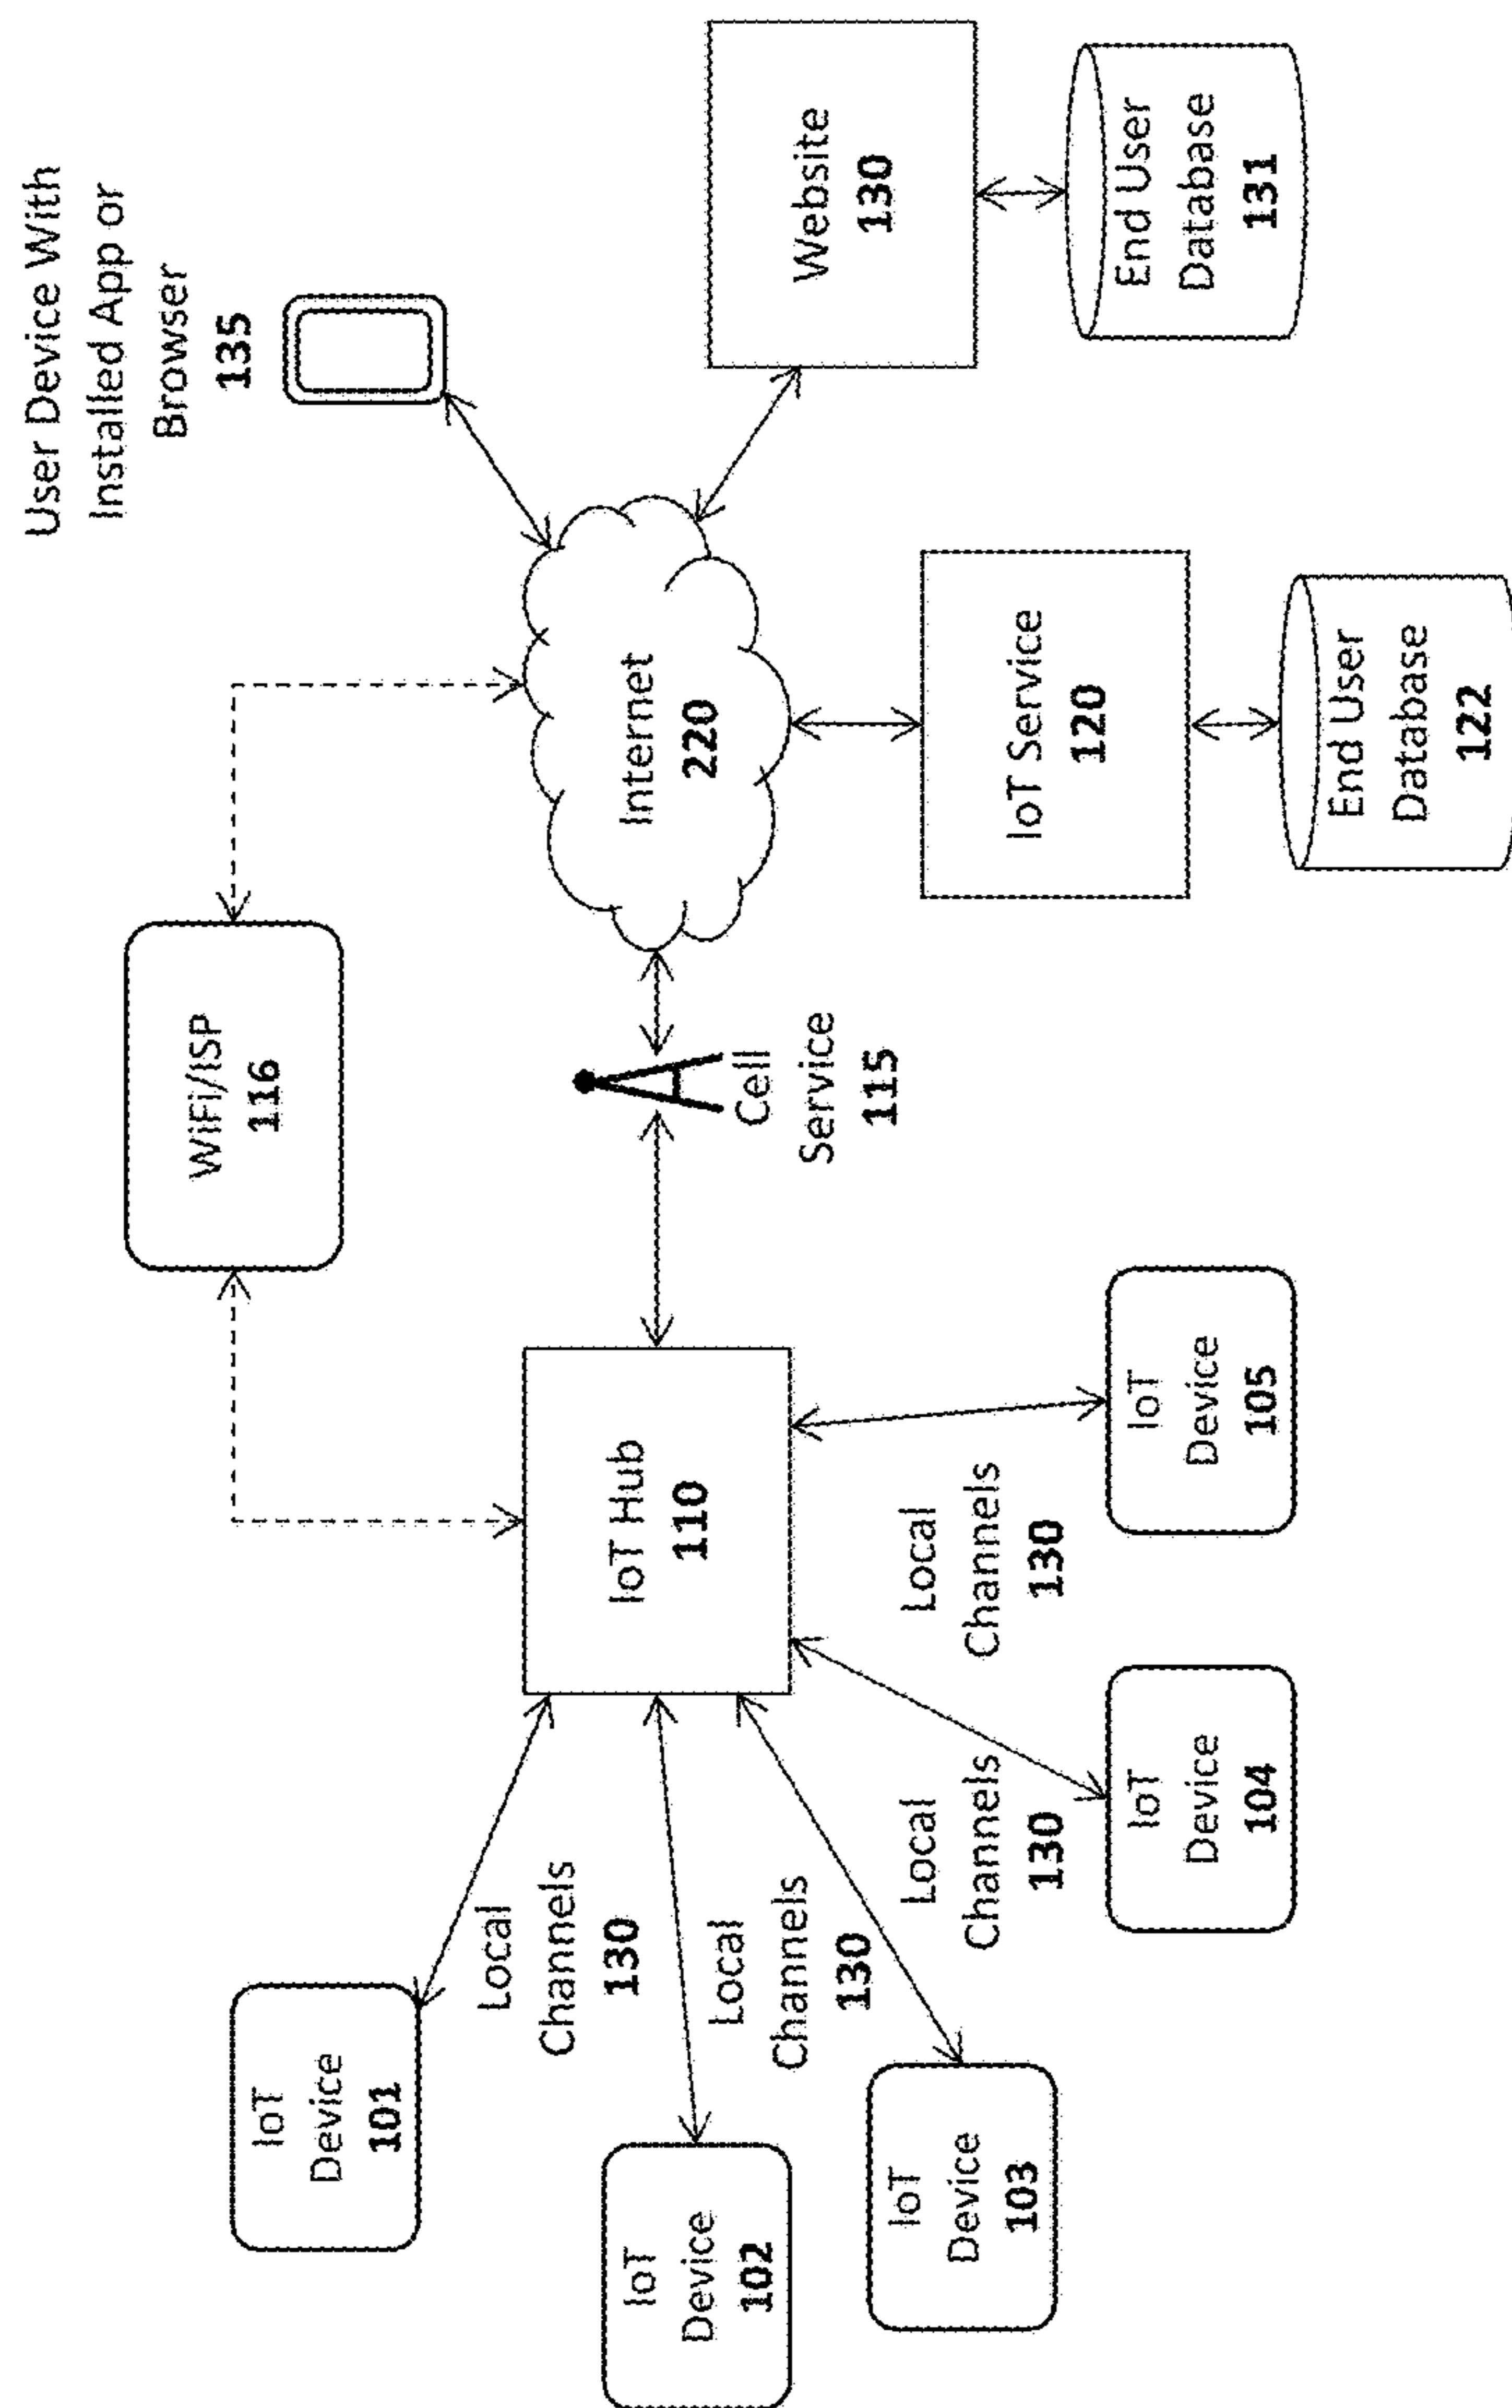 User Device With
Installed App or
Browser
135
WiFi/ISP
116
Internet
220
Website
130
End User
Database
131
IoT Service
120
End User
Database
122
Cell
Service
115
IoT Hub
110
IoT
Device
101
Local
Channels
130
IoT
Device
102
Local
Channels
130
IoT
Device
103
Local
Channels
130
IoT
Device
104
Local
Channels
130
IoT
Device
105